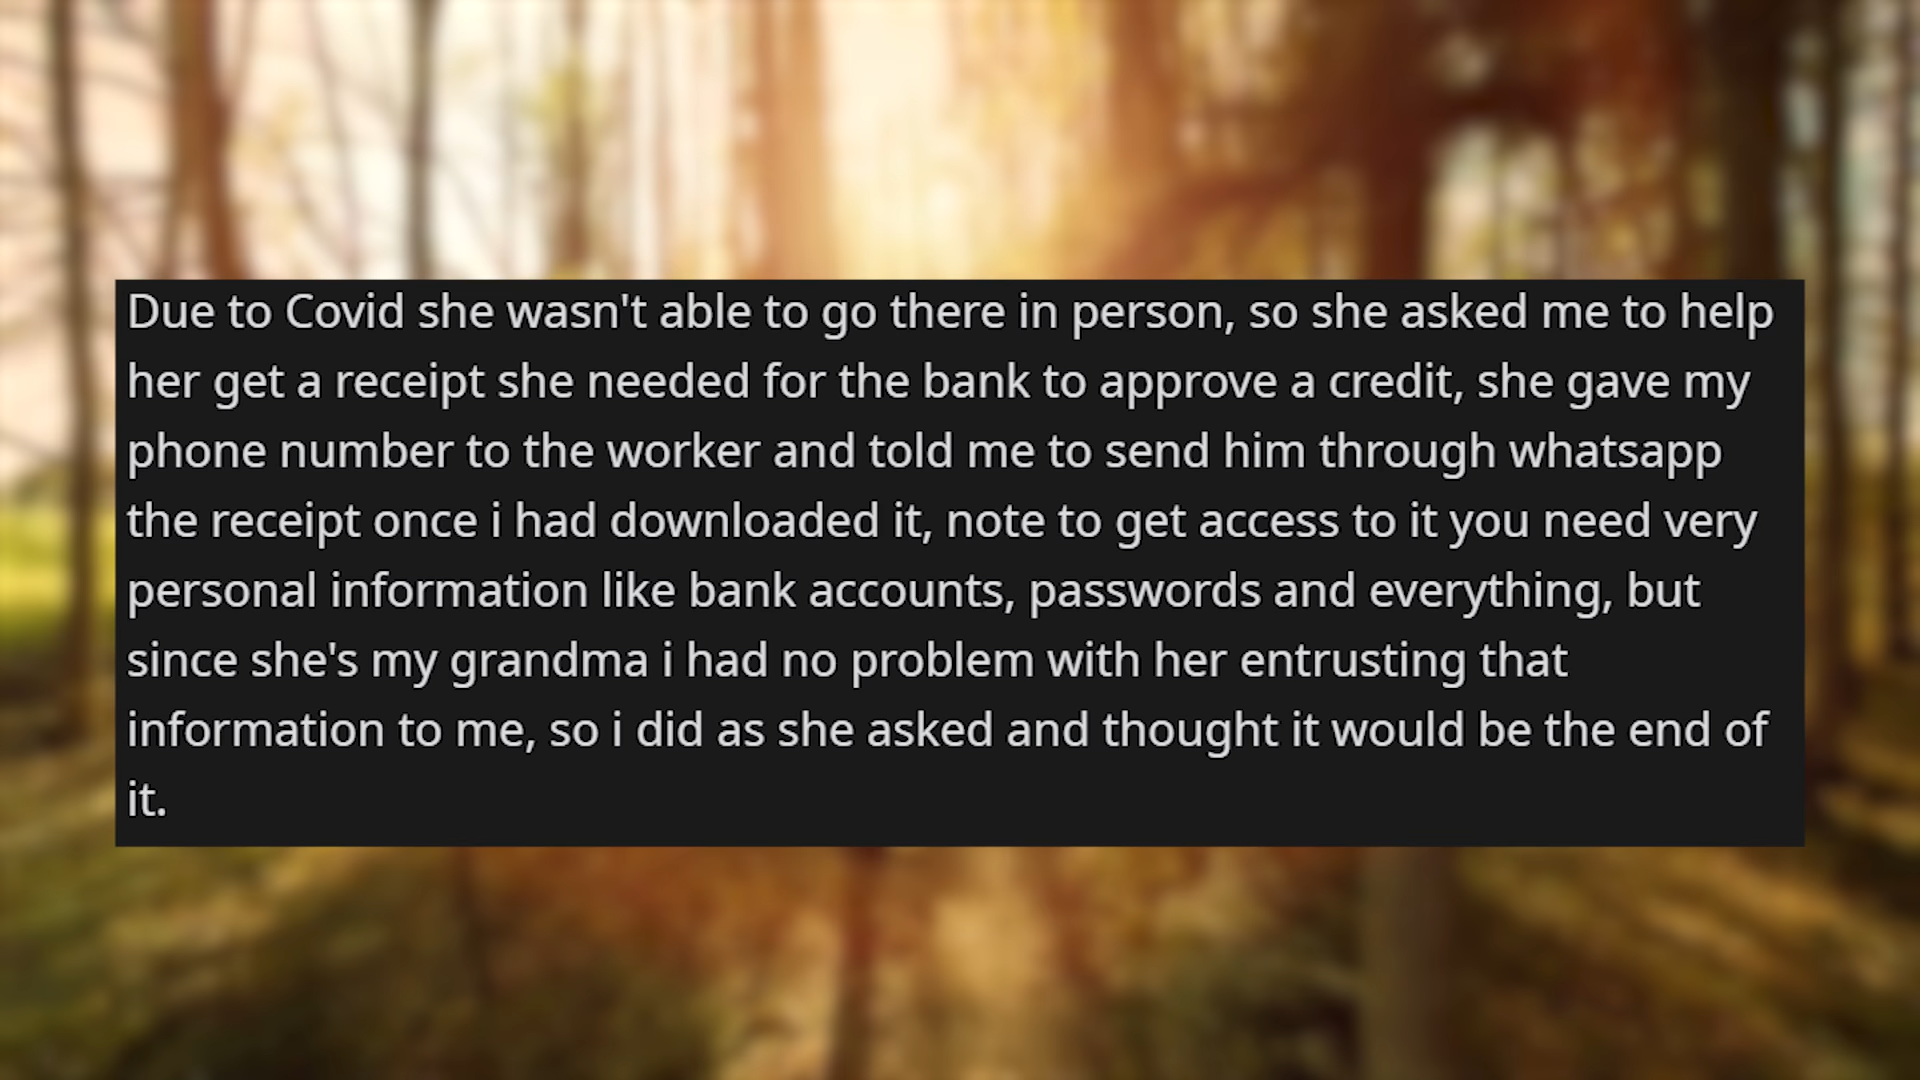 Due to Covid she wasn't able to go there in person, so she asked me to help
her get a receipt she needed for the bank to approve a credit, she gave my
phone number to the worker and told me to send him through whatsapp
the receipt once i had downloaded it, note to get access to it you need very
personal information like bank accounts, passwords and everything, but
since she's my grandma i had no problem with her entrusting that
information to me, so i did as she asked and thought it would be the end of
it.